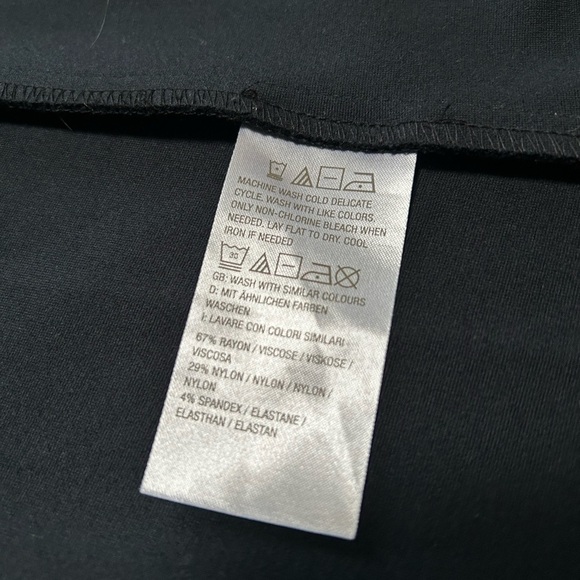 MACHINE WASH COLD DELICATE
CYCLE. WASH WITH LIKE COLORS.
ONLY NON-CHLORINE BLEACH WHEN
NEEDED. LAY FLAT TO DRY. COOL
IRON IF NEEDED
30
GB: WASH WITH SIMILAR COLOURS
D: MIT ÄHNLICHEN FARBEN
WASCHEN
I: LAVARE CON COLORI SIMILARI
67% RAYON / VISCOSE / VISKOSE /
VISCOSA
29% NYLON / NYLON / NYLON /
NYLON
4% SPANDEX / ELASTANE /
ELASTHAN / ELASTAN